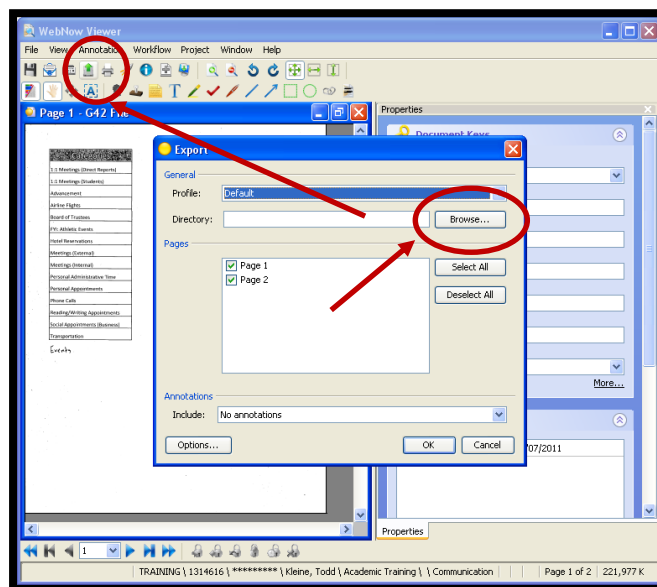 WebNow Viewer
File View Annotation Workflow Project Window Help
Page 1 - G42 File
Properties
Document Keys
1:1 Meetings (Direct Reports)
1:1 Meetings (Students)
Advancement
Airline Flights
Board of Trustees
FYI: Athletic Events
Hotel Reservations
Meetings (External)
Meetings (Internal)
Personal Administrative Time
Personal Appointments
Phone Calls
Reading/Writing Appointments
Social Appointments (Business)
Transportation
Events
Export
General
Profile: Default
Directory: Browse...
Pages
Page 1
Page 2
Select All
Deselect All
Annotations
Include: No annotations
Options... OK Cancel
More...
/07/2011
Properties
1
TRAINING \ 1314616 \ ********* \ Kleine, Todd \ Academic Training \ \ Communication Page 1 of 2 221,977 K